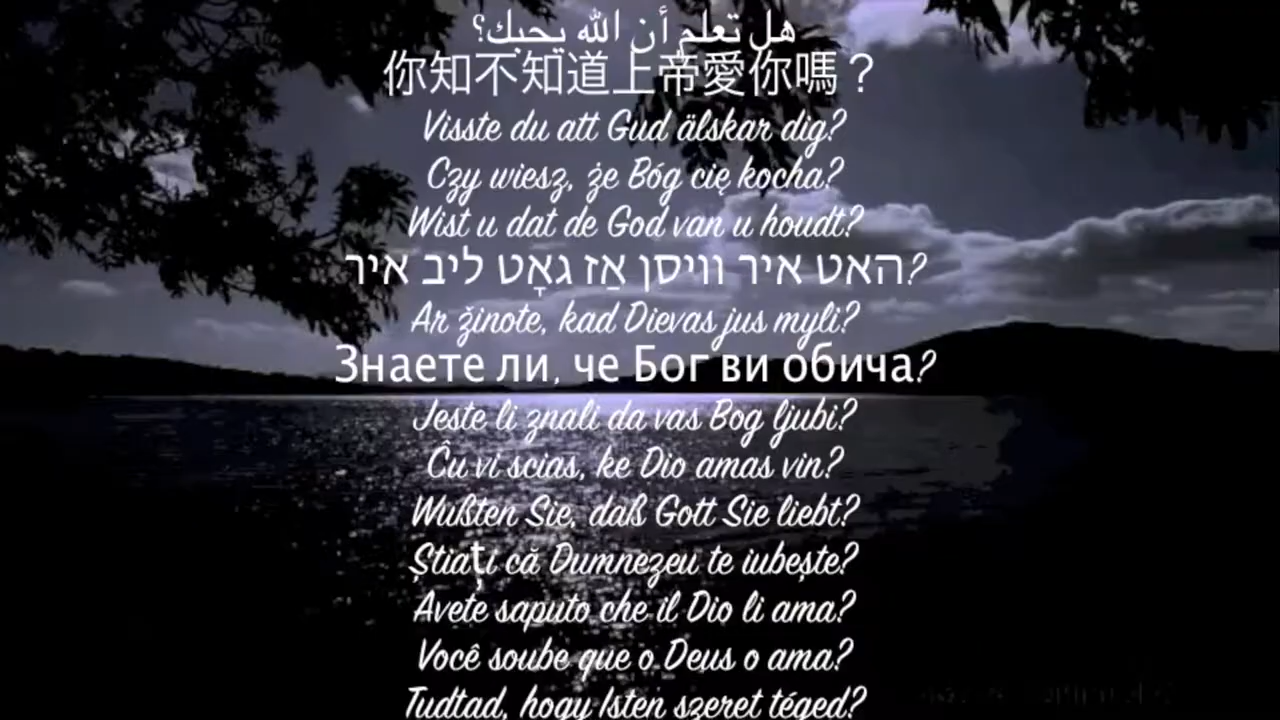 هل تعلم أن الله يحبك؟
你知不知道上帝愛你嗎？
Visste du att Gud älskar dig?
Czy wiesz, że Bóg cię kocha?
Wist u dat de God van u houdt?
האט איר וויסן אַז גאָט ליב איר?
Ar žinote, kad Dievas jus myli?
Знаете ли, че Бог ви обича?
Jeste li znali da vas Bog ljubi?
Ĉu vi scias, ke Dio amas vin?
Wußten Sie, daß Gott Sie liebt?
Știaţi că Dumnezeu te iubește?
Avete saputo che il Dio li ama?
Você soube que o Deus o ama?
Tudtad, hogy Isten szeret téged?